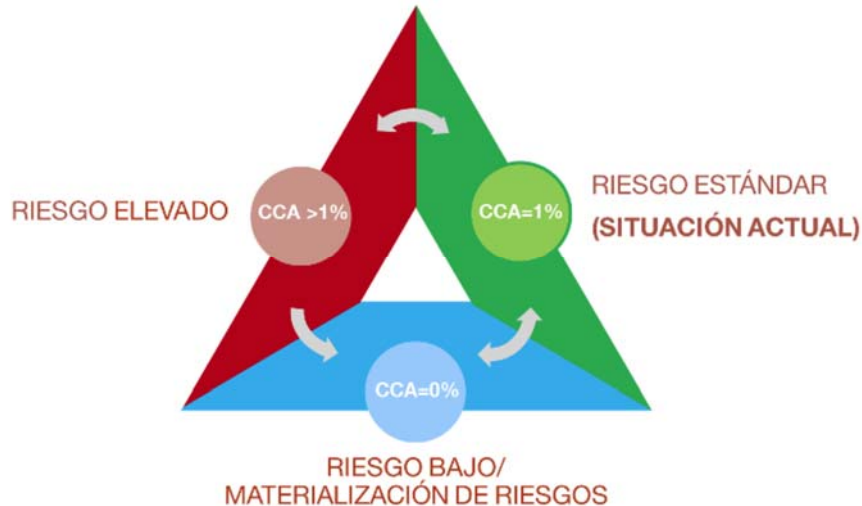 RIESGO ELEVADO
CCA >1%
CCA=1%
RIESGO ESTÁNDAR
(SITUACIÓN ACTUAL)
CCA=0%
RIESGO BAJO/
MATERIALIZACIÓN DE RIESGOS